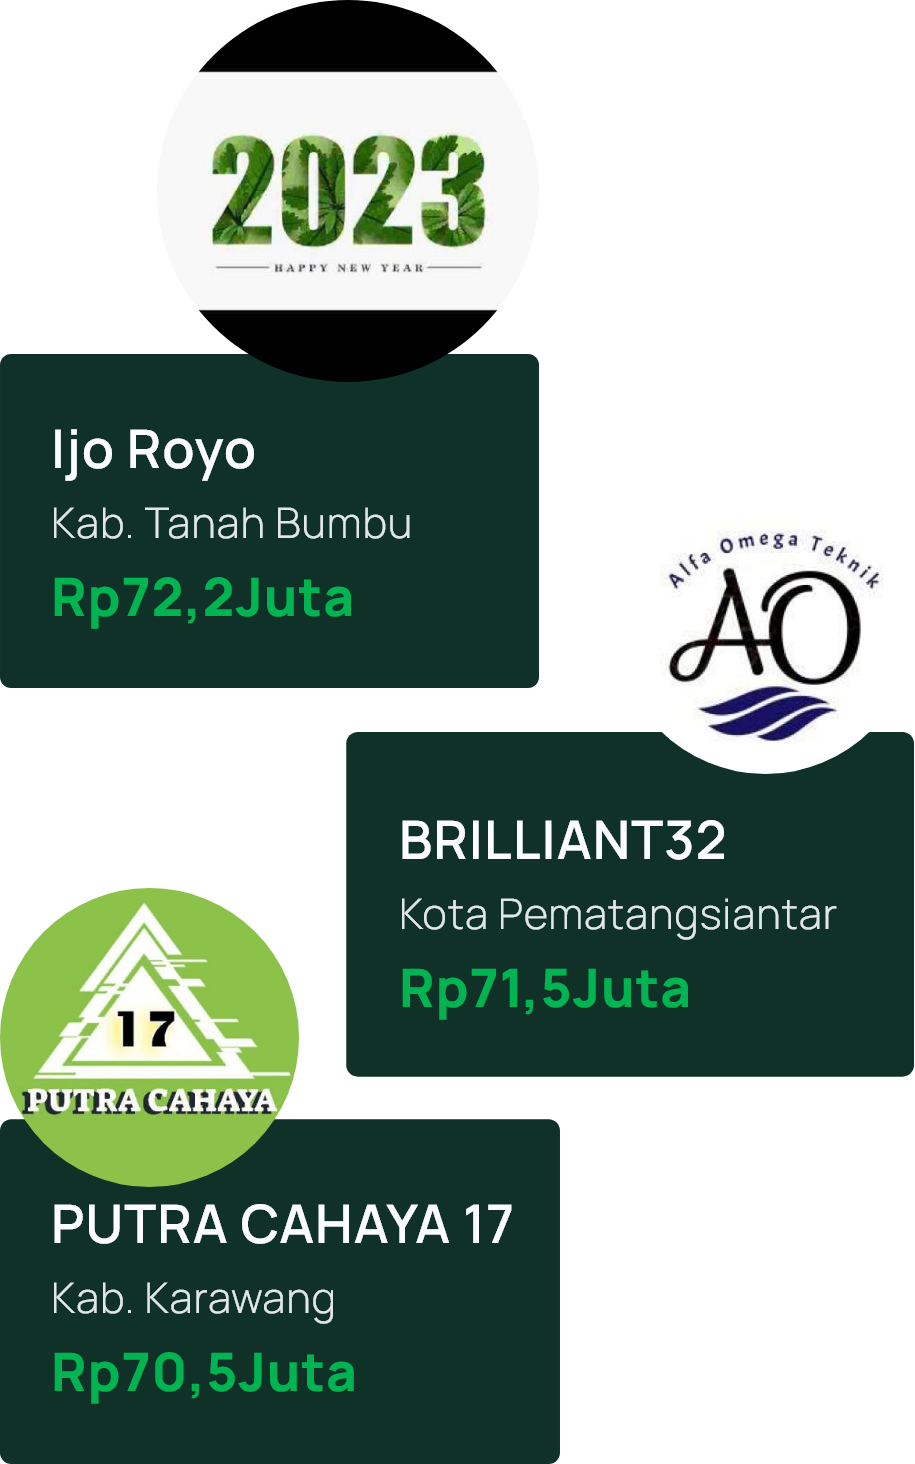 2023
HAPPY NEW YEAR
Ijo Royo
Kab. Tanah Bumbu
Rp72,2Juta
Alfa Omega Teknik
AO
BRILLIANT32
Kota Pematangsiantar
Rp71,5Juta
17
PUTRA CAHAYA
PUTRA CAHAYA 17
Kab. Karawang
Rp70,5Juta